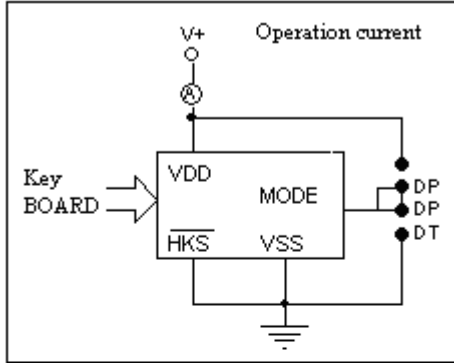 V+
Operation current
A
VDD
Key
BOARD
MODE
DP
DP
DT
HKS
VSS